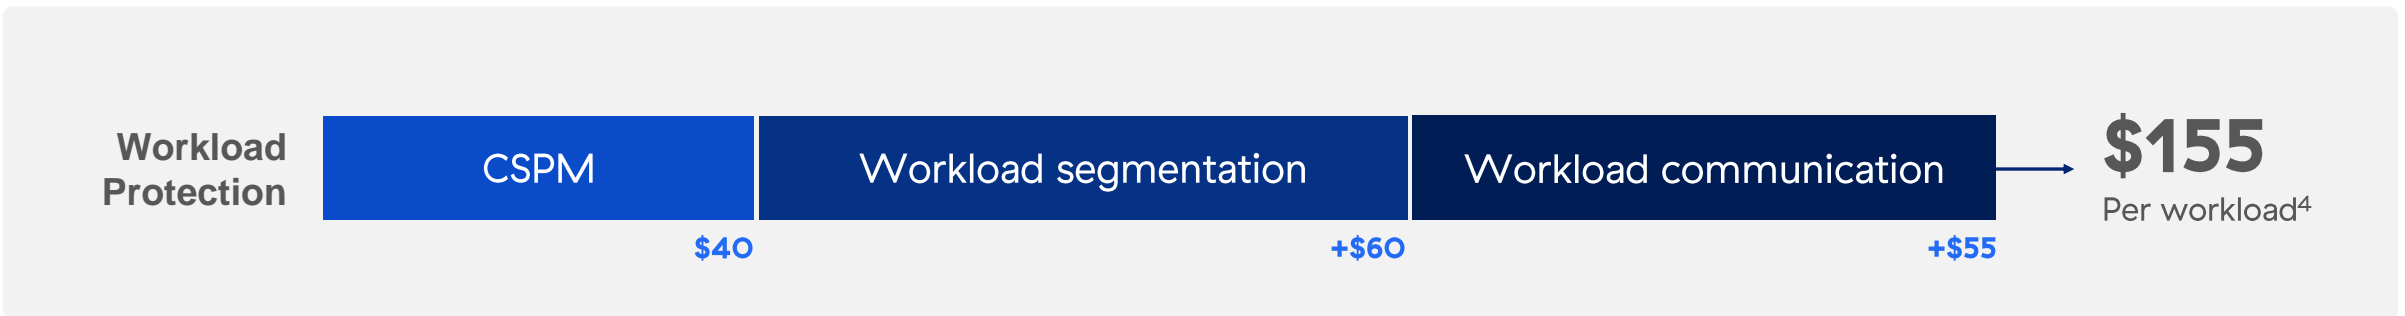 Workload
Protection
CSPM
Workload segmentation
Workload communication
$155
Per workload⁴
$40
+$60
+$55